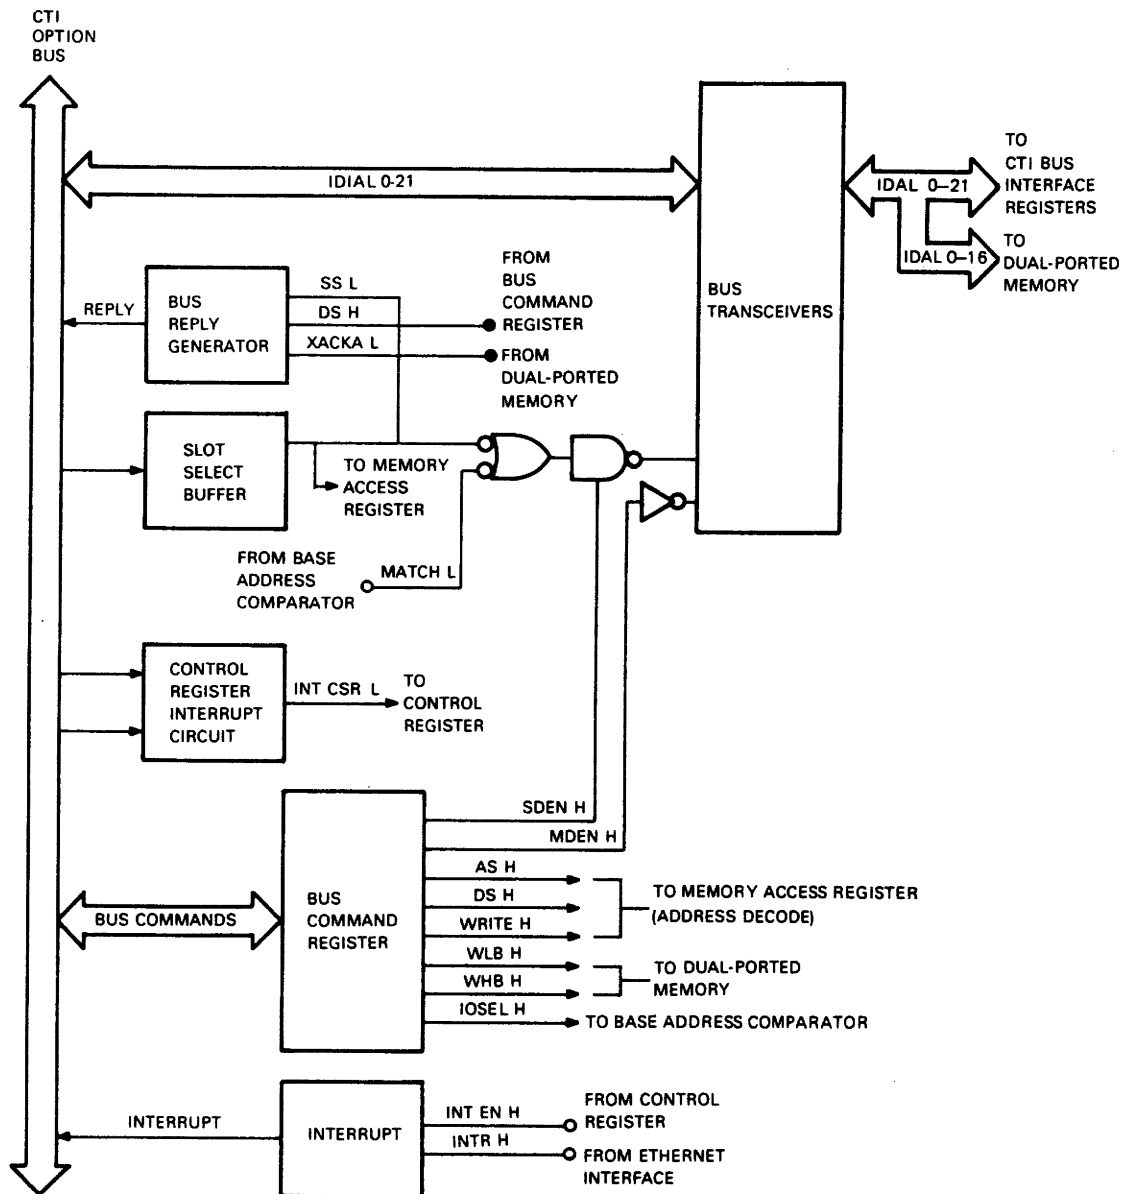 CTI
OPTION
BUS
IDIAL 0-21
BUS
TRANSCEIVERS
IDAL 0–21
TO
CTI BUS
INTERFACE
REGISTERS
IDAL 0–16
TO
DUAL-PORTED
MEMORY
REPLY
BUS
REPLY
GENERATOR
SS L
DS H
XACKA L
FROM
BUS
COMMAND
REGISTER
FROM
DUAL-PORTED
MEMORY
SLOT
SELECT
BUFFER
TO MEMORY
ACCESS
REGISTER
FROM BASE
ADDRESS
COMPARATOR
MATCH L
CONTROL
REGISTER
INTERRUPT
CIRCUIT
INT CSR L
TO
CONTROL
REGISTER
BUS COMMANDS
BUS
COMMAND
REGISTER
SDEN H
MDEN H
AS H
DS H
WRITE H
WLB H
WHB H
IOSEL H
TO MEMORY ACCESS REGISTER
(ADDRESS DECODE)
TO DUAL-PORTED
MEMORY
TO BASE ADDRESS COMPARATOR
INTERRUPT
INTERRUPT
INT EN H
INTR H
FROM CONTROL
REGISTER
FROM ETHERNET
INTERFACE